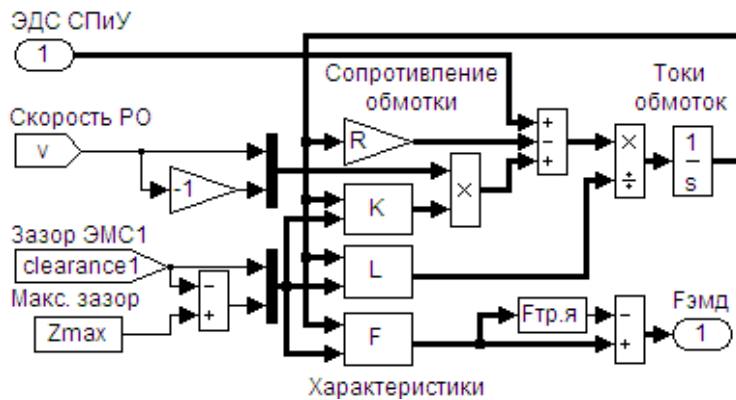 ЭДС СПиУ
1
Сопротивление
обмотки
Токи
обмоток
Скорость РО
v
-1
R
+
−
+
×
×
÷
1
s
K
Зазор ЭМС1
clearance1
−
+
L
Макс. зазор
Zmax
F
Fтр.я
−
+
Fэмд
1
Характеристики